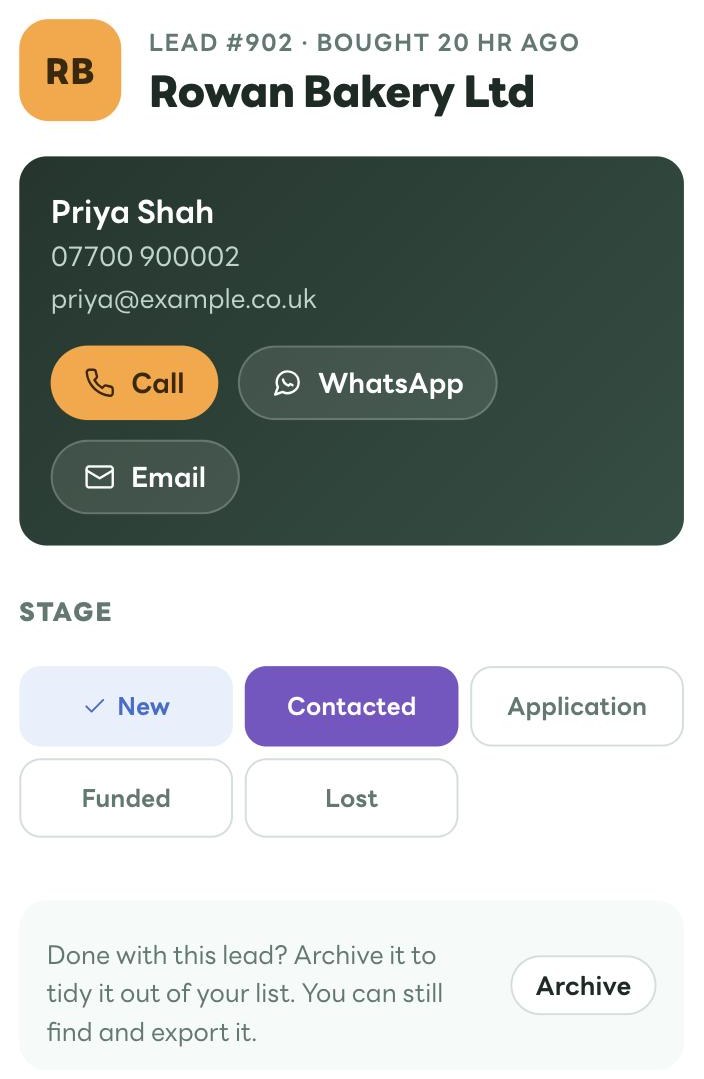 RB
LEAD #902 · BOUGHT 20 HR AGO
Rowan Bakery Ltd
Priya Shah
07700 900002
priya@example.co.uk
Call
WhatsApp
Email
STAGE
New
Contacted
Application
Funded
Lost
Done with this lead? Archive it to
tidy it out of your list. You can still
find and export it.
Archive